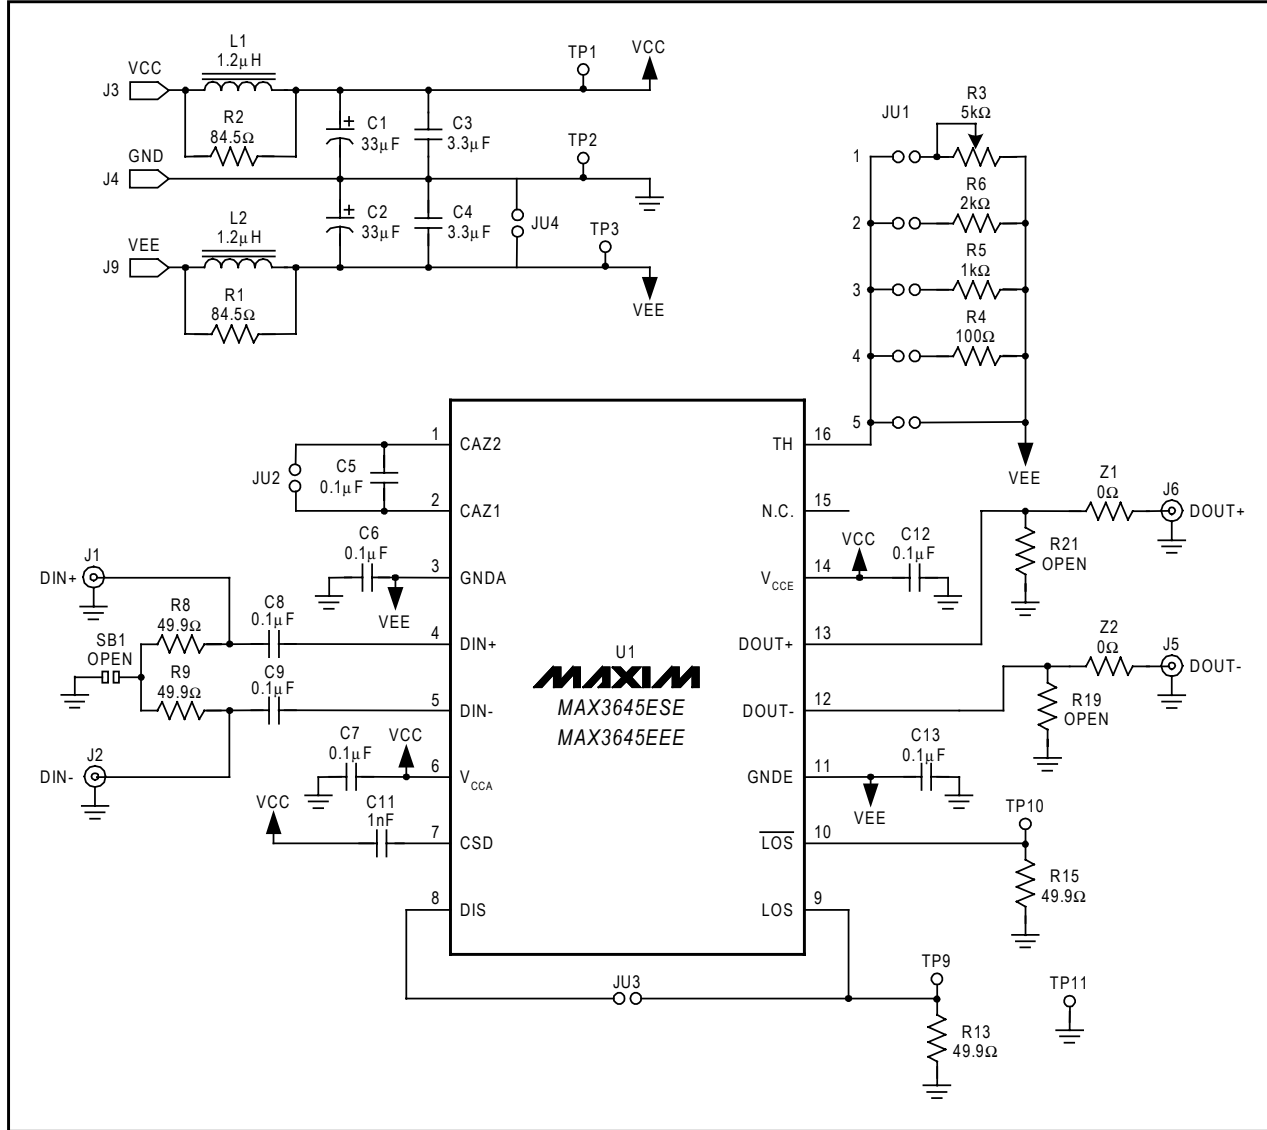 L1
1.2μH
VCC
J3
R2
84.5Ω
GND
J4
L2
1.2μH
VEE
J9
R1
84.5Ω
+
C1
33μF
C3
3.3μF
+
C2
33μF
C4
3.3μF
JU4
TP1
VCC
TP2
TP3
VEE
JU1
R3
5kΩ
1
R6
2kΩ
2
R5
1kΩ
3
R4
100Ω
4
5
VEE
JU2
C5
0.1μF
1
CAZ2
2
CAZ1
C6
0.1μF
3
GNDA
VEE
J1
DIN+
R8
49.9Ω
C8
0.1μF
4
DIN+
SB1
OPEN
R9
49.9Ω
C9
0.1μF
5
DIN-
J2
DIN-
C7
0.1μF
VCC
6
VCCA
VCC
C11
1nF
7
CSD
8
DIS
U1
MAXIM
MAX3645ESE
MAX3645EEE
TH
16
N.C.
15
VCCE
14
VCC
C12
0.1μF
DOUT+
13
Z1
0Ω
J6
DOUT+
R21
OPEN
DOUT-
12
Z2
0Ω
J5
DOUT-
R19
OPEN
GNDE
11
VEE
C13
0.1μF
LOS
10
TP10
R15
49.9Ω
LOS
9
JU3
TP9
R13
49.9Ω
TP11